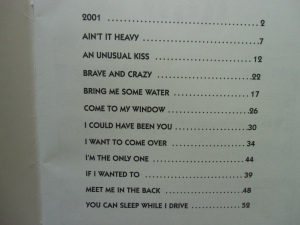 2001 ........................................ 2
AIN'T IT HEAVY ........................................ 7
AN UNUSUAL KISS ........................................ 12
BRAVE AND CRAZY ........................................ 22
BRING ME SOME WATER ........................................ 17
COME TO MY WINDOW ........................................ 26
I COULD HAVE BEEN YOU ........................................ 30
I WANT TO COME OVER ........................................ 34
I'M THE ONLY ONE ........................................ 44
IF I WANTED TO ........................................ 39
MEET ME IN THE BACK ........................................ 48
YOU CAN SLEEP WHILE I DRIVE ........................................ 52